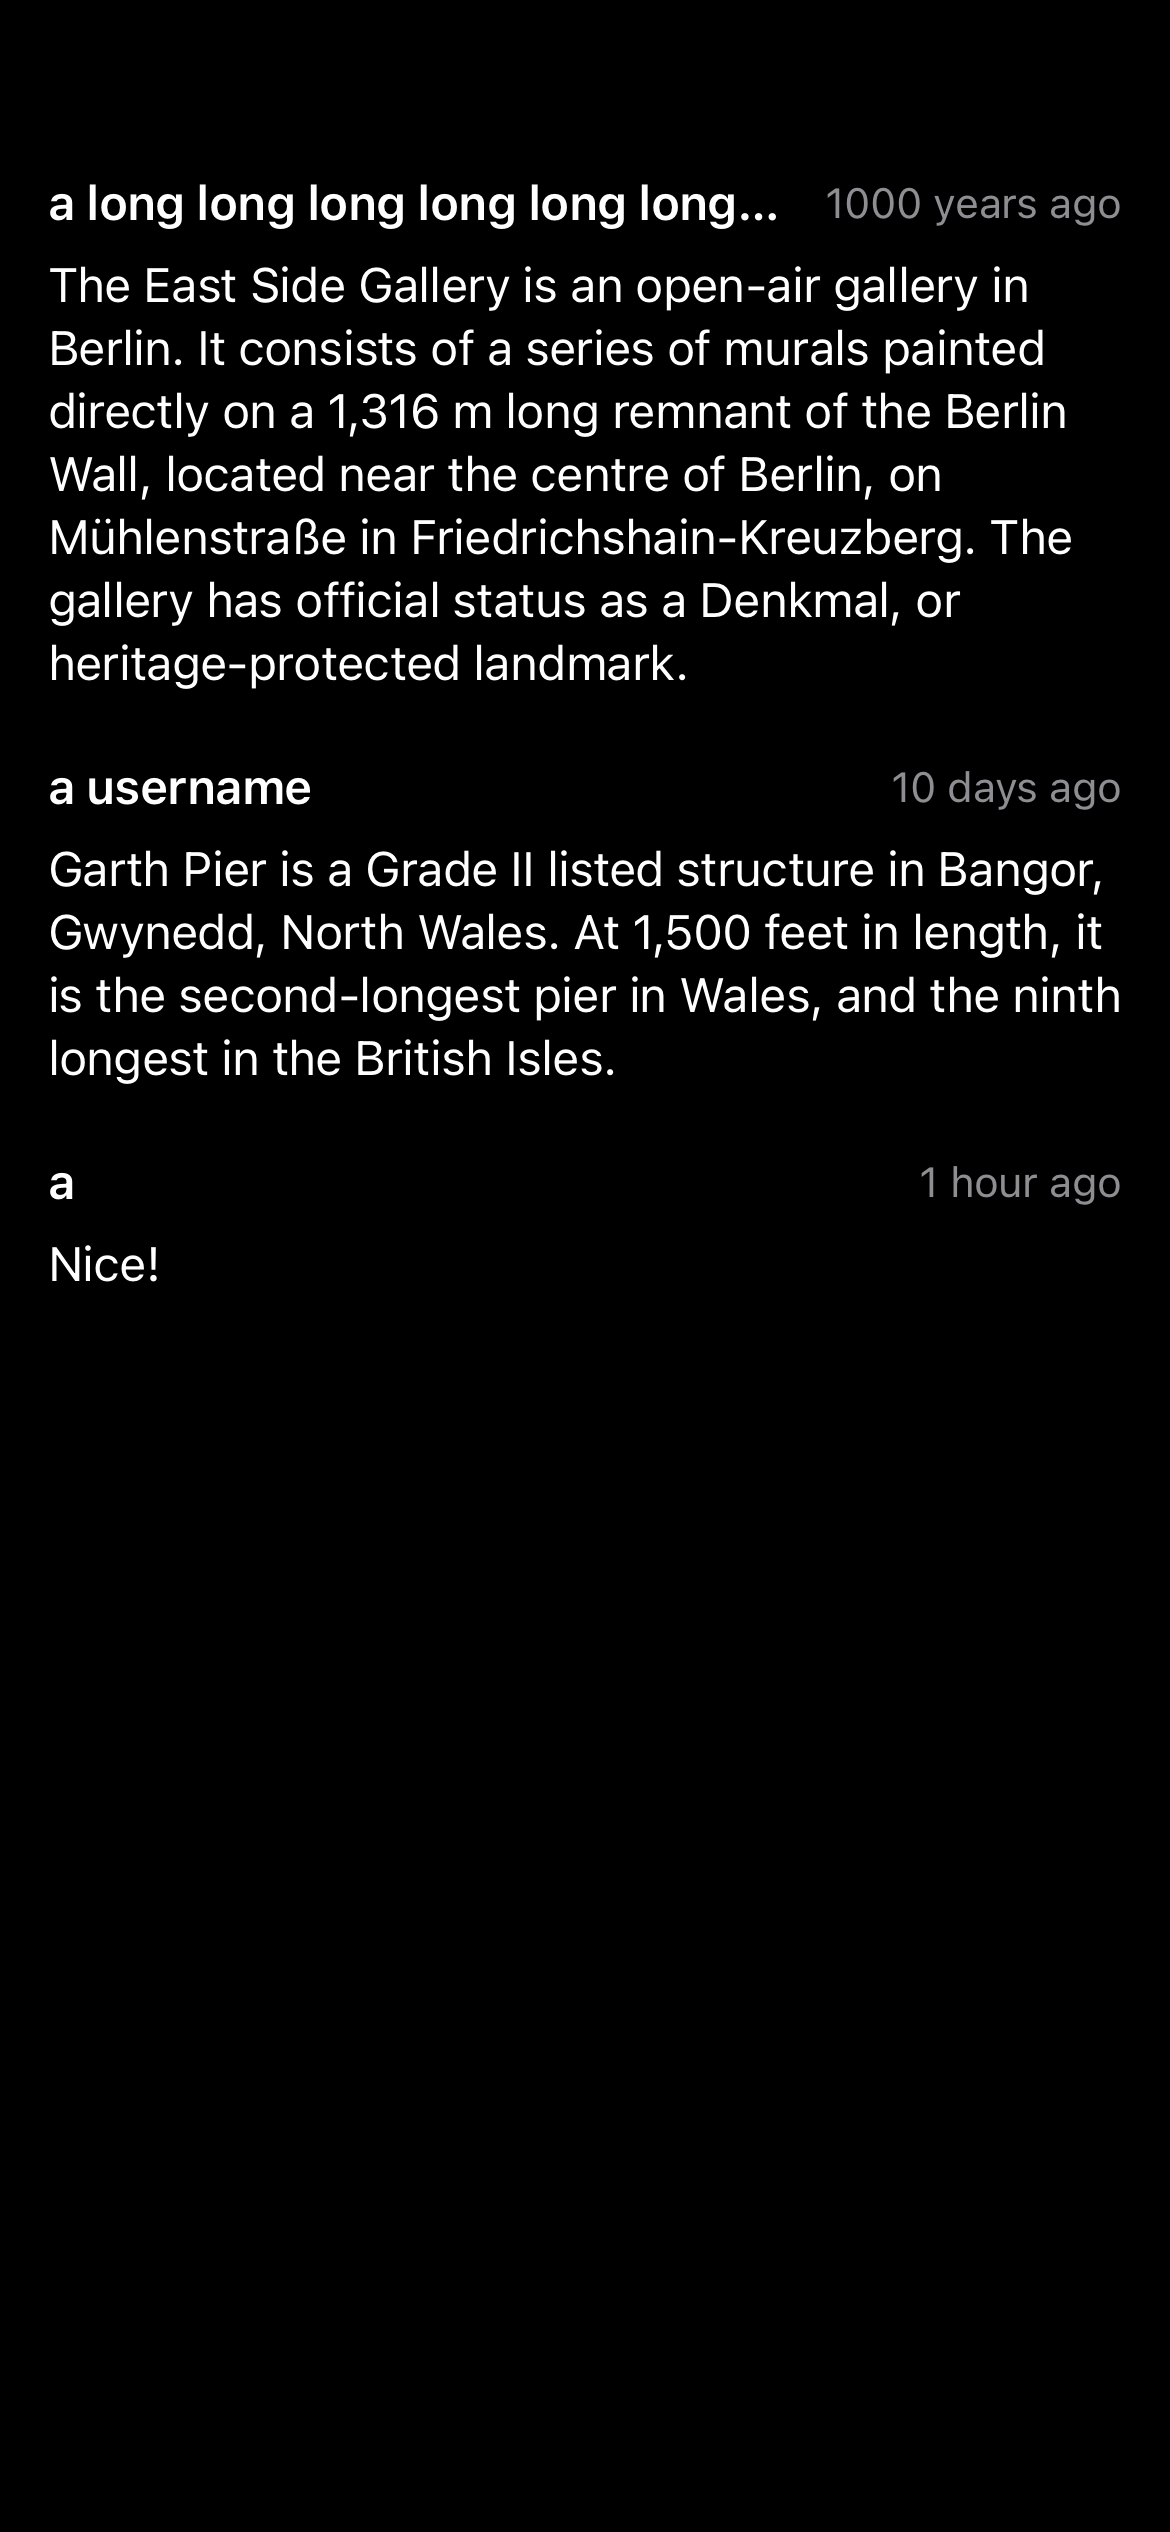 a long long long long long long... 1000 years ago
The East Side Gallery is an open-air gallery in
Berlin. It consists of a series of murals painted
directly on a 1,316 m long remnant of the Berlin
Wall, located near the centre of Berlin, on
Mühlenstraße in Friedrichshain-Kreuzberg. The
gallery has official status as a Denkmal, or
heritage-protected landmark.
a username 10 days ago
Garth Pier is a Grade II listed structure in Bangor,
Gwynedd, North Wales. At 1,500 feet in length, it
is the second-longest pier in Wales, and the ninth
longest in the British Isles.
a 1 hour ago
Nice!